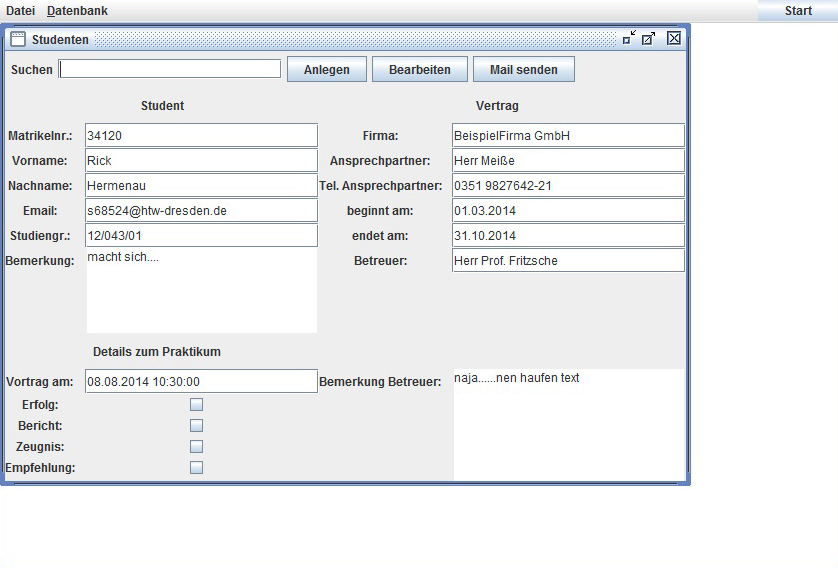 Datei Datenbank Start
Studenten
Suchen Anlegen Bearbeiten Mail senden
Student Vertrag
Matrikelnr.: 34120 Firma: BeispielFirma GmbH
Vorname: Rick Ansprechpartner: Herr Meiße
Nachname: Hermenau Tel. Ansprechpartner: 0351 9827642-21
Email: s68524@htw-dresden.de beginnt am: 01.03.2014
Studiengr.: 12/043/01 endet am: 31.10.2014
Bemerkung: macht sich.... Betreuer: Herr Prof. Fritzsche
Details zum Praktikum
Vortrag am: 08.08.2014 10:30:00 Bemerkung Betreuer: naja......nen haufen text
Erfolg:
Bericht:
Zeugnis:
Empfehlung: